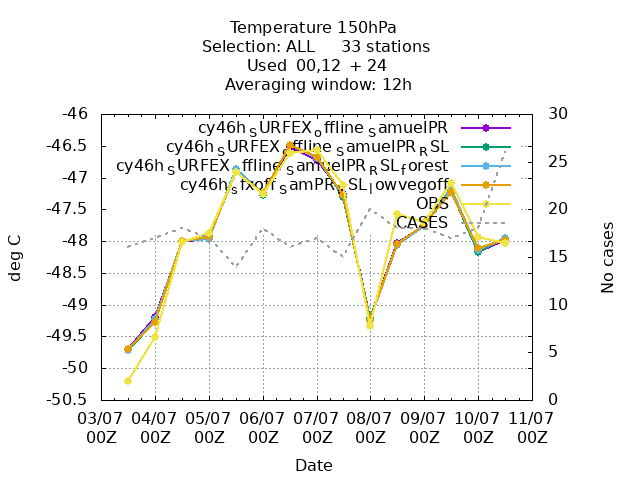 Temperature 150hPa
Selection: ALL 33 stations
Used 00,12 + 24
Averaging window: 12h
-46
-46.5
-47
-47.5
-48
-48.5
-49
-49.5
-50
-50.5
deg C
30
25
20
15
10
5
0
No cases
cy46h_SURFEX_offline_samuelPR
cy46h_SURFEX_offline_samuelPR_RSL
cy46h_SURFEX_offline_samuelPR_RSL_forest
cy46h_sfxoff_samPR_RSL_lowvegoff
OBS
CASES
03/07 04/07 05/07 06/07 07/07 08/07 09/07 10/07 11/07
00Z 00Z 00Z 00Z 00Z 00Z 00Z 00Z 00Z
Date